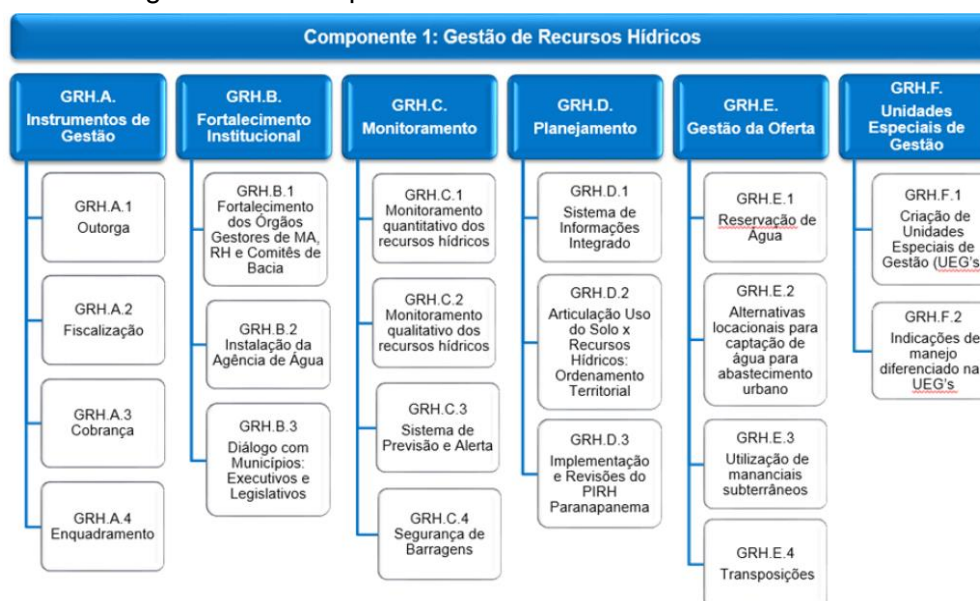 Componente 1: Gestão de Recursos Hídricos
GRH.A.
Instrumentos de
Gestão
GRH.A.1
Outorga
GRH.A.2
Fiscalização
GRH.A.3
Cobrança
GRH.A.4
Enquadramento
GRH.B.
Fortalecimento
Institucional
GRH.B.1
Fortalecimento
dos Órgãos
Gestores de MA,
RH e Comitês de
Bacia
GRH.B.2
Instalação da
Agência de Água
GRH.B.3
Diálogo com
Municípios:
Executivos e
Legislativos
GRH.C.
Monitoramento
GRH.C.1
Monitoramento
quantitativo dos
recursos hídricos
GRH.C.2
Monitoramento
qualitativo dos
recursos hídricos
GRH.C.3
Sistema de
Previsão e Alerta
GRH.C.4
Segurança de
Barragens
GRH.D.
Planejamento
GRH.D.1
Sistema de
Informações
Integrado
GRH.D.2
Articulação Uso
do Solo x
Recursos
Hídricos:
Ordenamento
Territorial
GRH.D.3
Implementação
e Revisões do
PIRH
Paranapanema
GRH.E.
Gestão da Oferta
GRH.E.1
Reservação de
Água
GRH.E.2
Alternativas
locacionais para
captação de
água para
abastecimento
urbano
GRH.E.3
Utilização de
mananciais
subterrâneos
GRH.E.4
Transposições
GRH.F.
Unidades
Especiais de
Gestão
GRH.F.1
Criação de
Unidades
Especiais de
Gestão (UEG's
GRH.F.2
Indicações de
manejo
diferenciado na
UEG's